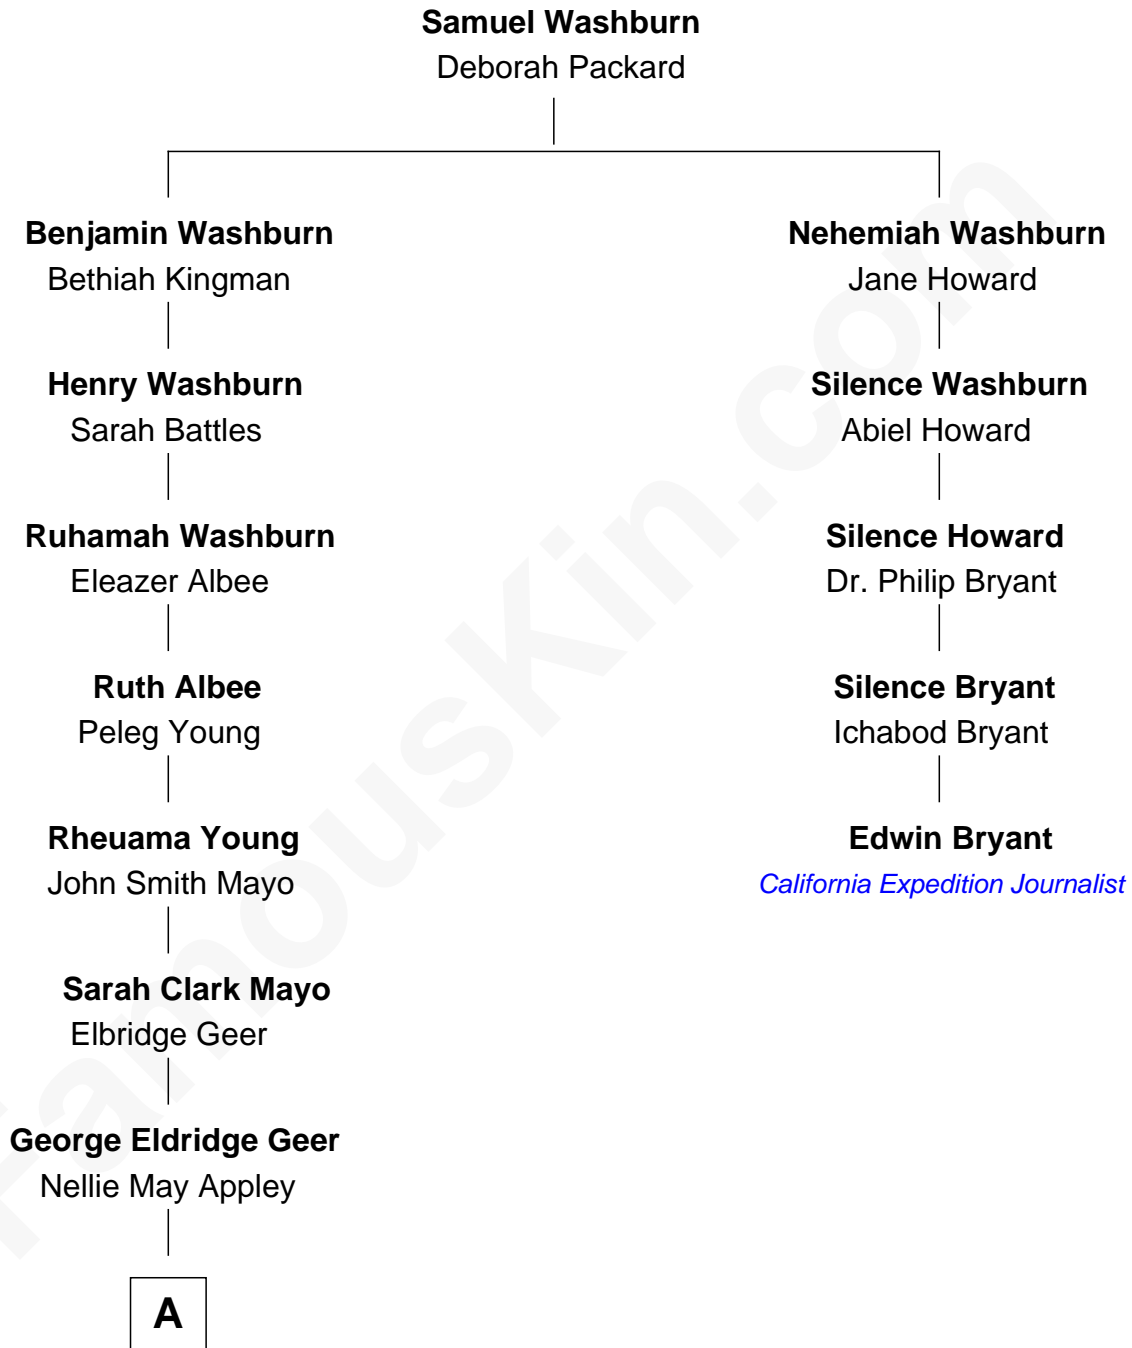 Samuel Washburn
Deborah Packard
Benjamin Washburn
Bethiah Kingman
Henry Washburn
Sarah Battles
Ruhamah Washburn
Eleazer Albee
Ruth Albee
Peleg Young
Rheuama Young
John Smith Mayo
Sarah Clark Mayo
Elbridge Geer
George Eldridge Geer
Nellie May Appley
A
Nehemiah Washburn
Jane Howard
Silence Washburn
Abiel Howard
Silence Howard
Dr. Philip Bryant
Silence Bryant
Ichabod Bryant
Edwin Bryant
California Expedition Journalist
FamousKin.com